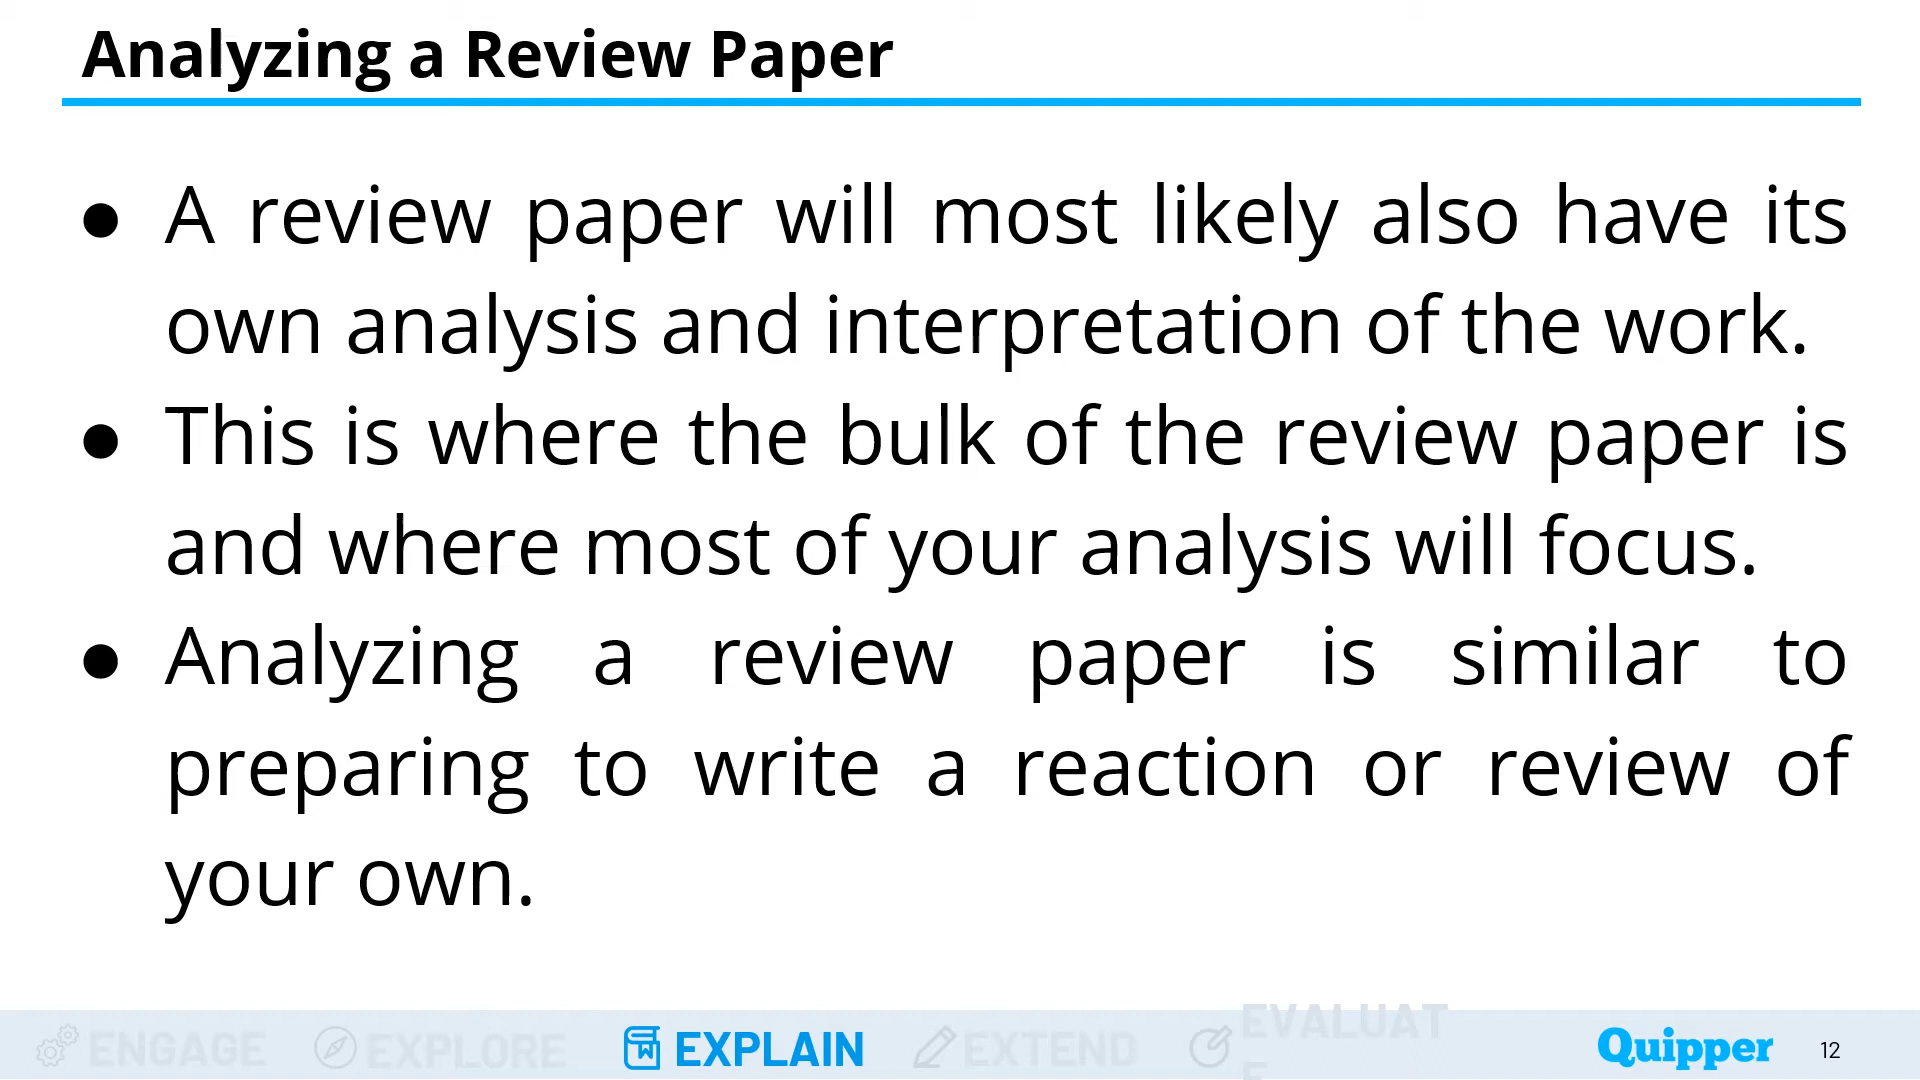 Analyzing a Review Paper
● A review paper will most likely also have its
own analysis and interpretation of the work.
● This is where the bulk of the review paper is
and where most of your analysis will focus.
● Analyzing a review paper is similar to
preparing to write a reaction or review of
your own.
ENGAGE EXPLORE EXPLAIN EXTEND EVALUAT
E
Quipper 12